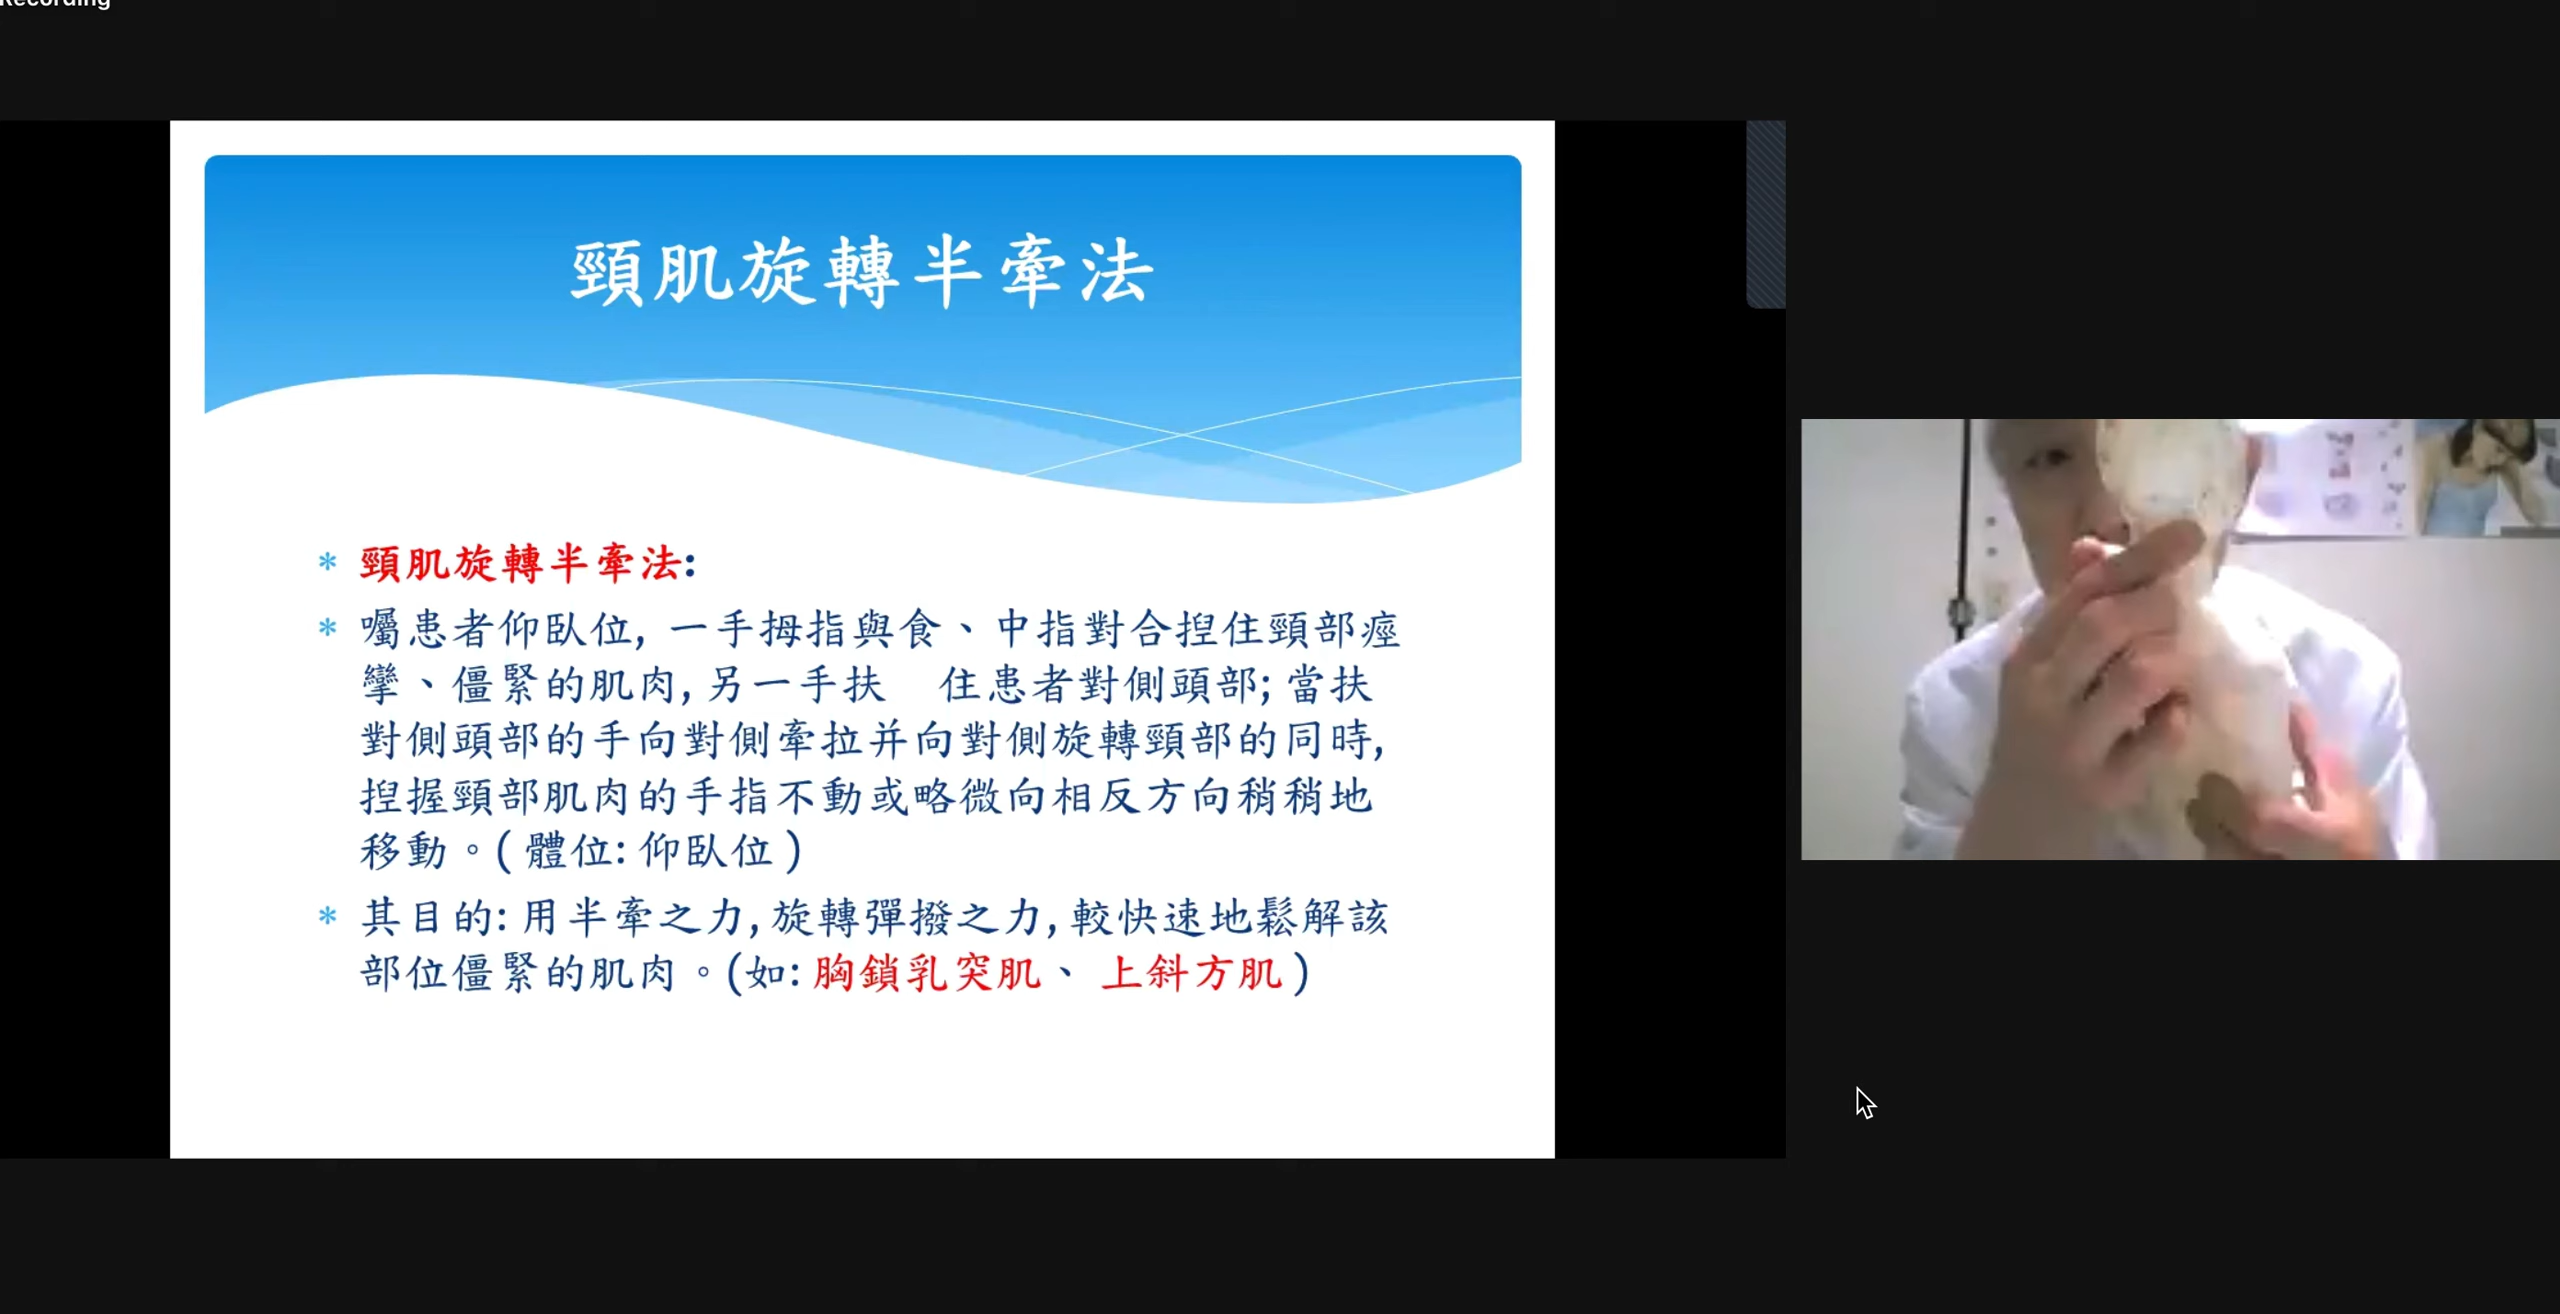 Recording
頸肌旋轉半牽法
* 頸肌旋轉半牽法:
* 囑患者仰臥位, 一手拇指與食、中指對合捏住頸部痙
攣、僵緊的肌肉, 另一手扶　住患者對側頭部; 當扶
對側頭部的手向對側牽拉并向對側旋轉頸部的同時,
捏握頸部肌肉的手指不動或略微向相反方向稍稍地
移動。( 體位: 仰臥位 )
* 其目的: 用半牽之力, 旋轉彈撥之力, 較快速地鬆解該
部位僵緊的肌肉。(如: 胸鎖乳突肌、 上斜方肌 )